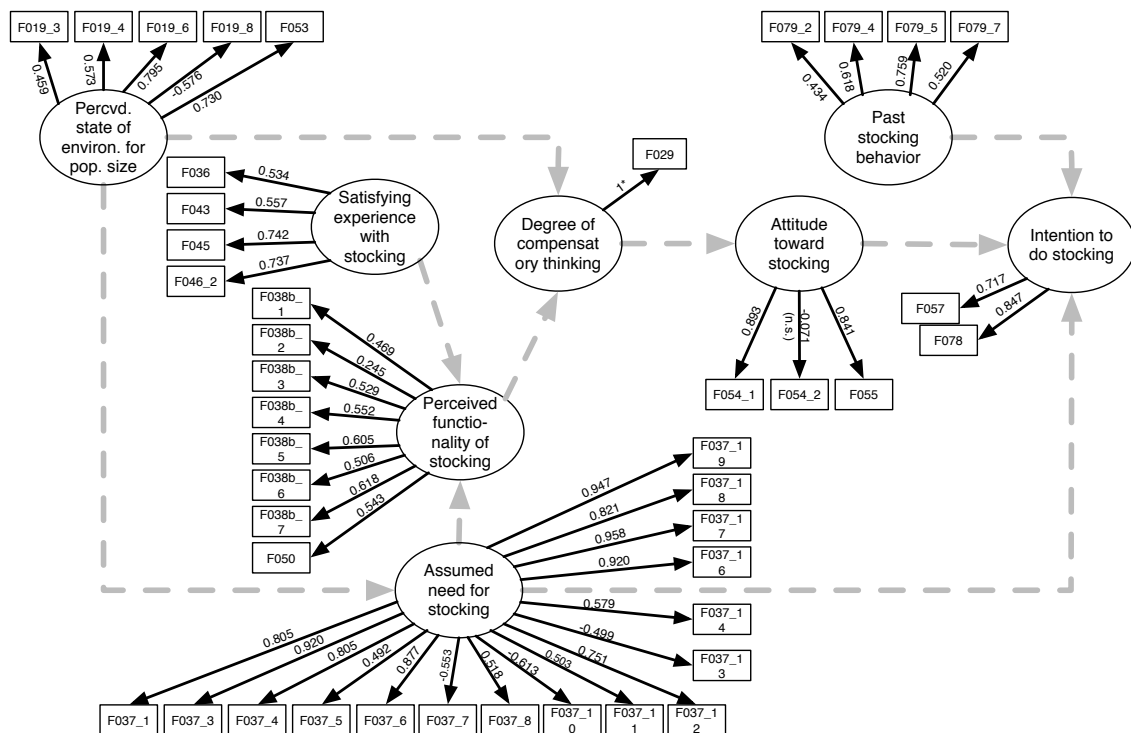 F019_3
F019_4
F019_6
F019_8
F053
0.459
0.573
0.795
-0.576
0.730
Percvd.
state of
environ. for
pop. size
F079_2
F079_4
F079_5
F079_7
0.434
0.618
0.759
0.520
Past
stocking
behavior
F036
F043
F045
F046_2
0.534
0.557
0.742
0.737
Satisfying
experience
with
stocking
F029
1*
Degree of
compensat
ory thinking
Attitude
toward
stocking
0.893
-0.071
(n.s.)
0.841
F054_1
F054_2
F055
Intention to
do stocking
0.717
0.847
F057
F078
F038b_
1
F038b_
2
F038b_
3
F038b_
4
F038b_
5
F038b_
6
F038b_
7
F050
0.469
0.245
0.529
0.552
0.605
0.506
0.618
0.543
Perceived
functio-
nality of
stocking
F037_1
9
F037_1
8
F037_1
7
F037_1
6
F037_1
4
F037_1
3
0.947
0.821
0.958
0.920
0.579
-0.499
Assumed
need for
stocking
0.805
0.920
0.805
0.492
0.877
-0.553
0.518
-0.613
0.503
0.751
F037_1
F037_3
F037_4
F037_5
F037_6
F037_7
F037_8
F037_1
0
F037_1
1
F037_1
2